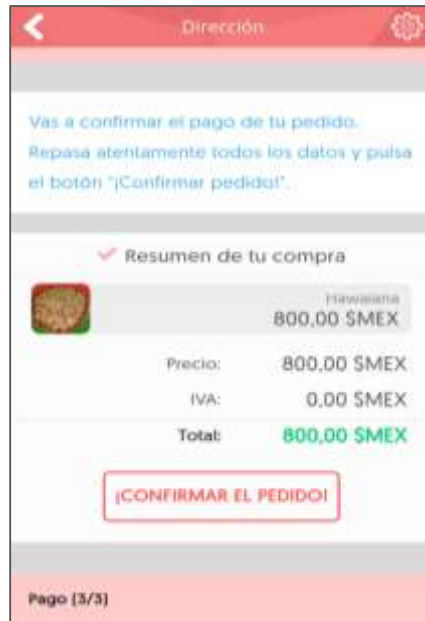 Dirección
Vas a confirmar el pago de tu pedido.
Repasa atentamente todos los datos y pulsa
el botón "¡Confirmar pedido!".
Resumen de tu compra
Hawaiana
800,00 $MEX
Precio: 800,00 $MEX
IVA: 0,00 $MEX
Total: 800,00 $MEX
¡CONFIRMAR EL PEDIDO!
Pago (3/3)